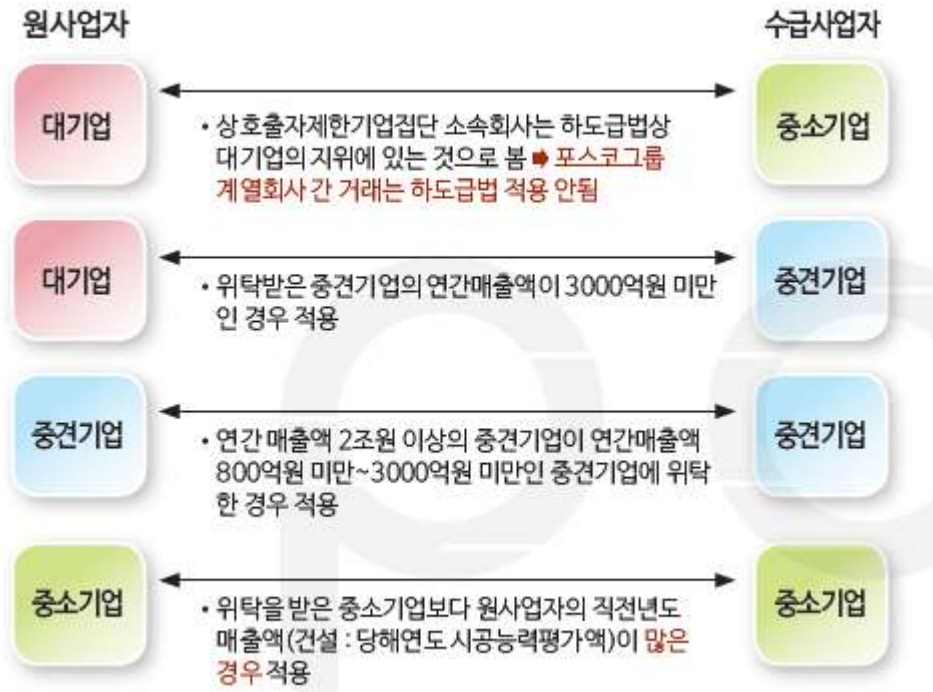 원사업자
수급사업자
대기업
중소기업
• 상호출자제한기업집단 소속회사는 하도급법상
대기업의 지위에 있는 것으로 봄 ➡ 포스코그룹
계열회사 간 거래는 하도급법 적용 안됨
대기업
중견기업
• 위탁받은 중견기업의 연간매출액이 3000억원 미만
인 경우 적용
중견기업
중견기업
• 연간 매출액 2조원 이상의 중견기업이 연간매출액
800억원 미만~3000억원 미만인 중견기업에 위탁
한 경우 적용
중소기업
중소기업
• 위탁을 받은 중소기업보다 원사업자의 직전년도
매출액(건설 : 당해연도 시공능력평가액)이 많은
경우 적용